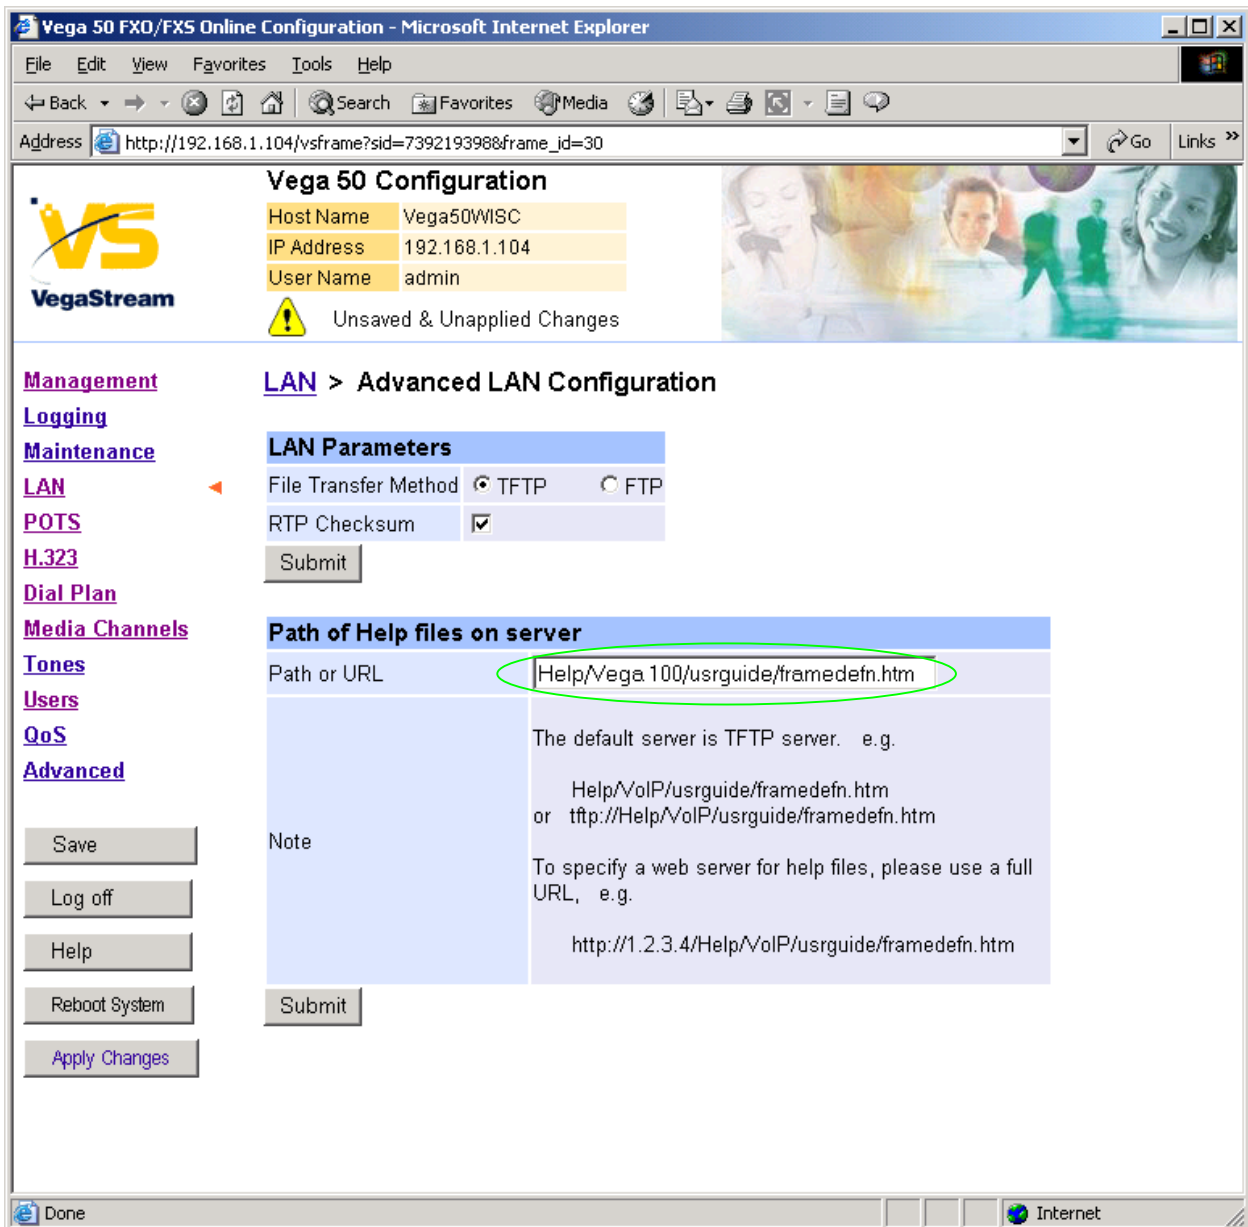 Vega 50 FXO/FXS Online Configuration - Microsoft Internet Explorer
File Edit View Favorites Tools Help
Back Search Favorites Media
Address http://192.168.1.104/vsframe?sid=739219398&frame_id=30 Go Links »
VS
VegaStream
Vega 50 Configuration
Host Name Vega50WISC
IP Address 192.168.1.104
User Name admin
Unsaved & Unapplied Changes
Management
Logging
Maintenance
LAN
POTS
H.323
Dial Plan
Media Channels
Tones
Users
QoS
Advanced
Save
Log off
Help
Reboot System
Apply Changes
LAN > Advanced LAN Configuration
LAN Parameters
File Transfer Method TFTP FTP
RTP Checksum
Submit
Path of Help files on server
Path or URL Help/Vega 100/usrguide/framedefn.htm
Note
The default server is TFTP server. e.g.
Help/VoIP/usrguide/framedefn.htm
or tftp://Help/VoIP/usrguide/framedefn.htm
To specify a web server for help files, please use a full
URL, e.g.
http://1.2.3.4/Help/VoIP/usrguide/framedefn.htm
Submit
Done Internet